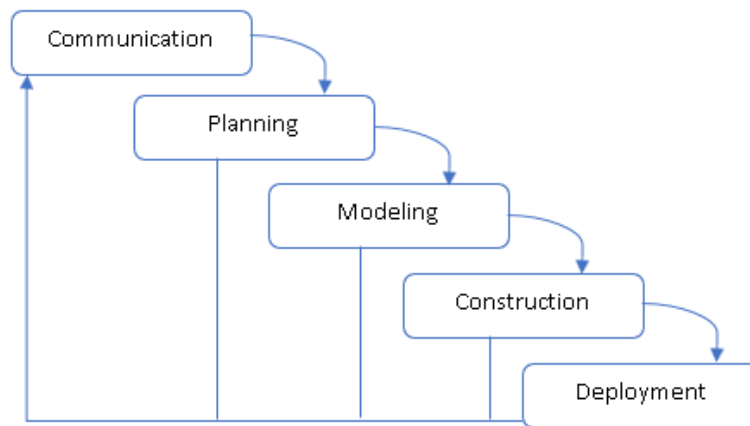 Communication
Planning
Modeling
Construction
Deployment